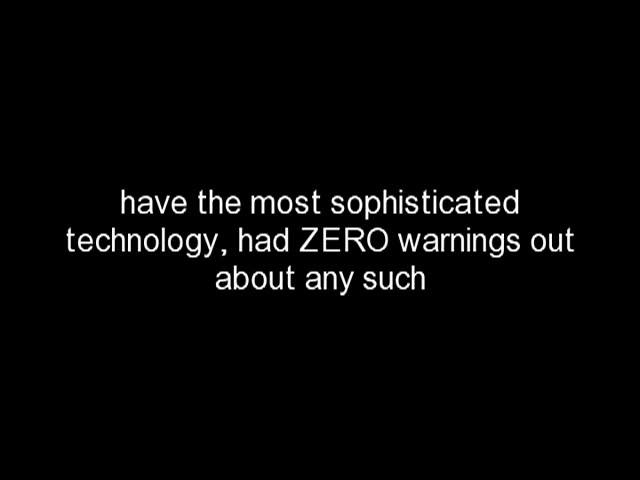 have the most sophisticated
technology, had ZERO warnings out
about any such